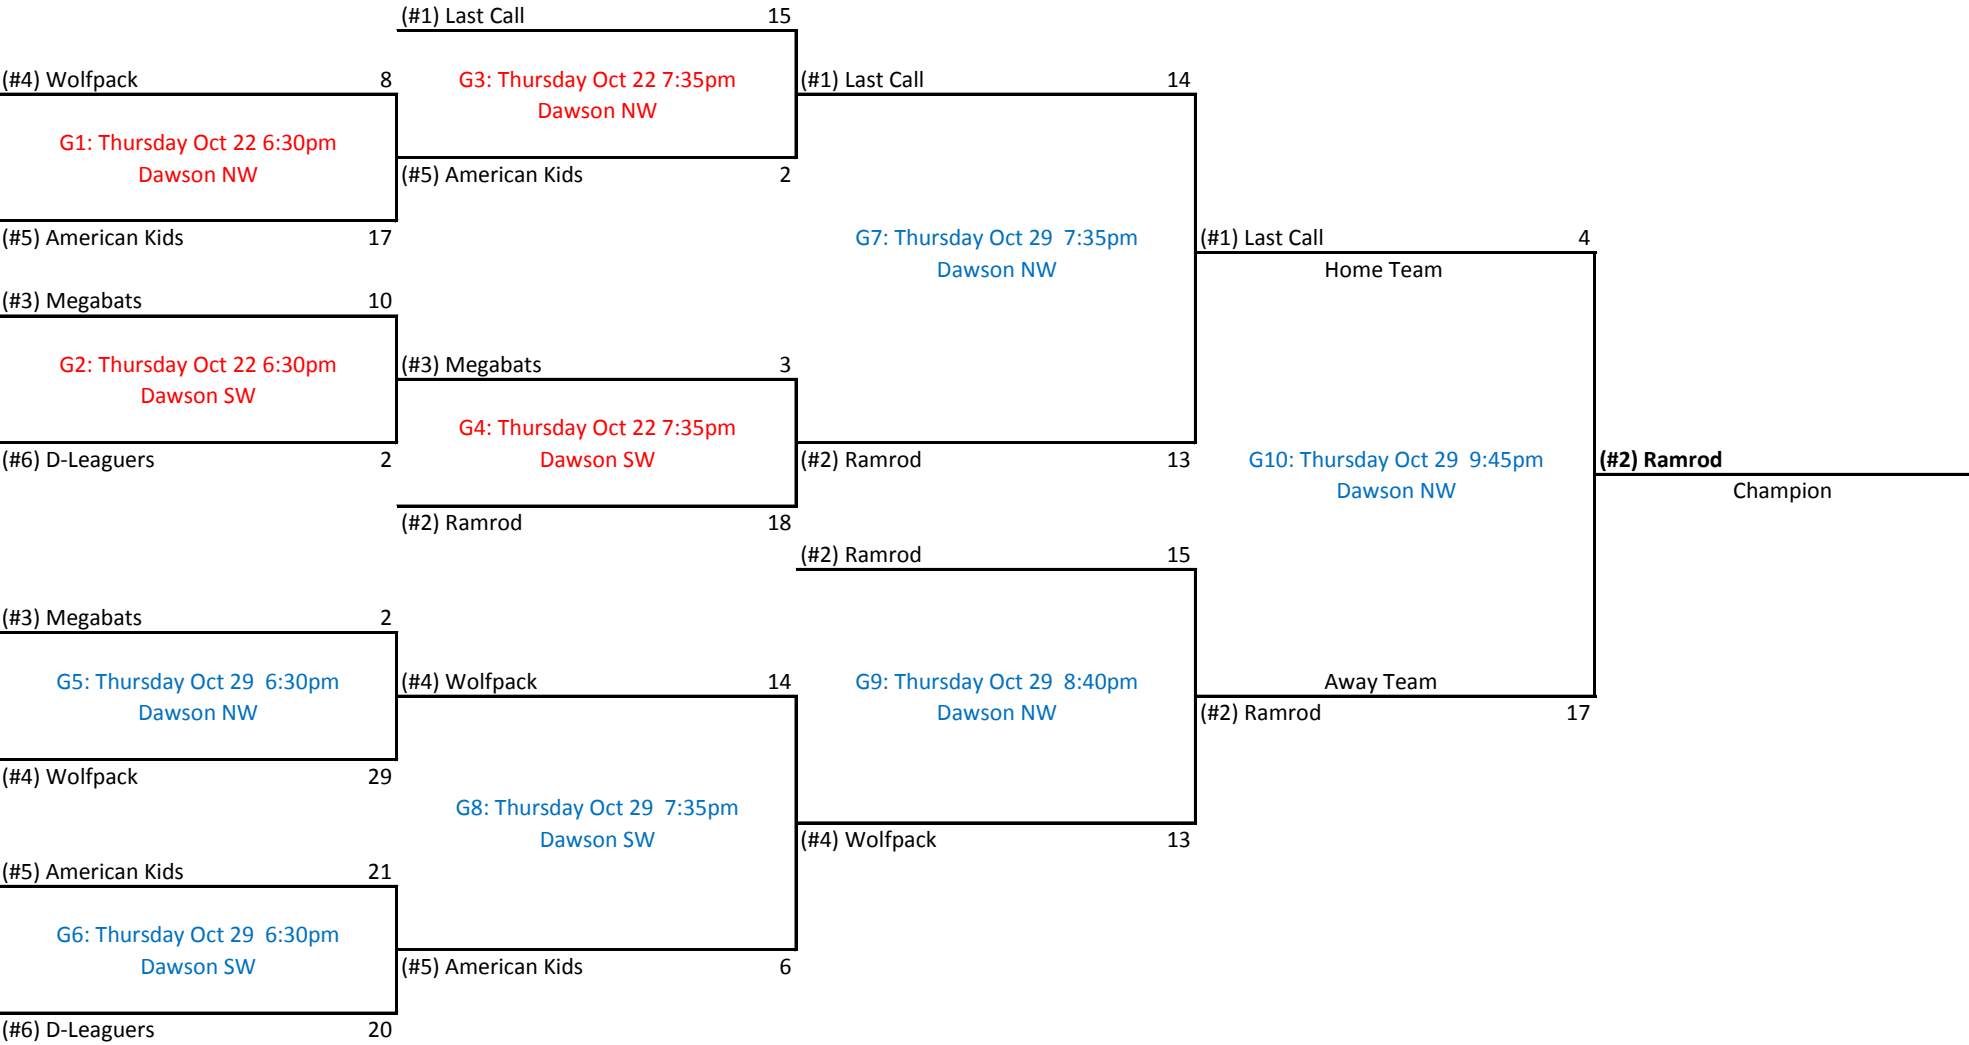 (#1) Last Call 15
(#4) Wolfpack 8
G3: Thursday Oct 22 7:35pm
Dawson NW
(#1) Last Call 14
G1: Thursday Oct 22 6:30pm
Dawson NW
(#5) American Kids 2
(#5) American Kids 17
G7: Thursday Oct 29 7:35pm
Dawson NW
(#1) Last Call 4
Home Team
(#3) Megabats 10
G2: Thursday Oct 22 6:30pm
Dawson SW
(#3) Megabats 3
G4: Thursday Oct 22 7:35pm
Dawson SW
(#6) D-Leaguers 2
(#2) Ramrod 13
G10: Thursday Oct 29 9:45pm
Dawson NW
(#2) Ramrod
Champion
(#2) Ramrod 18
(#2) Ramrod 15
(#3) Megabats 2
G5: Thursday Oct 29 6:30pm
Dawson NW
(#4) Wolfpack 14
G9: Thursday Oct 29 8:40pm
Dawson NW
Away Team
(#2) Ramrod 17
(#4) Wolfpack 29
G8: Thursday Oct 29 7:35pm
Dawson SW
(#4) Wolfpack 13
(#5) American Kids 21
G6: Thursday Oct 29 6:30pm
Dawson SW
(#5) American Kids 6
(#6) D-Leaguers 20